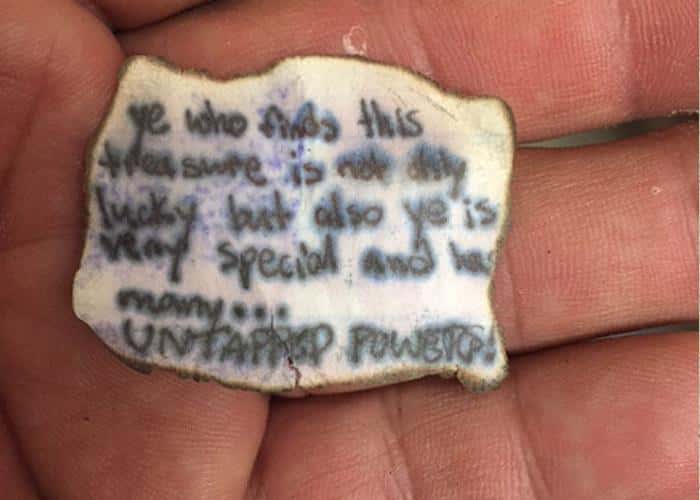 ye who finds this
treasure is not only
lucky but also ye is
very special and has
many...
UNTAPPED POWERS!